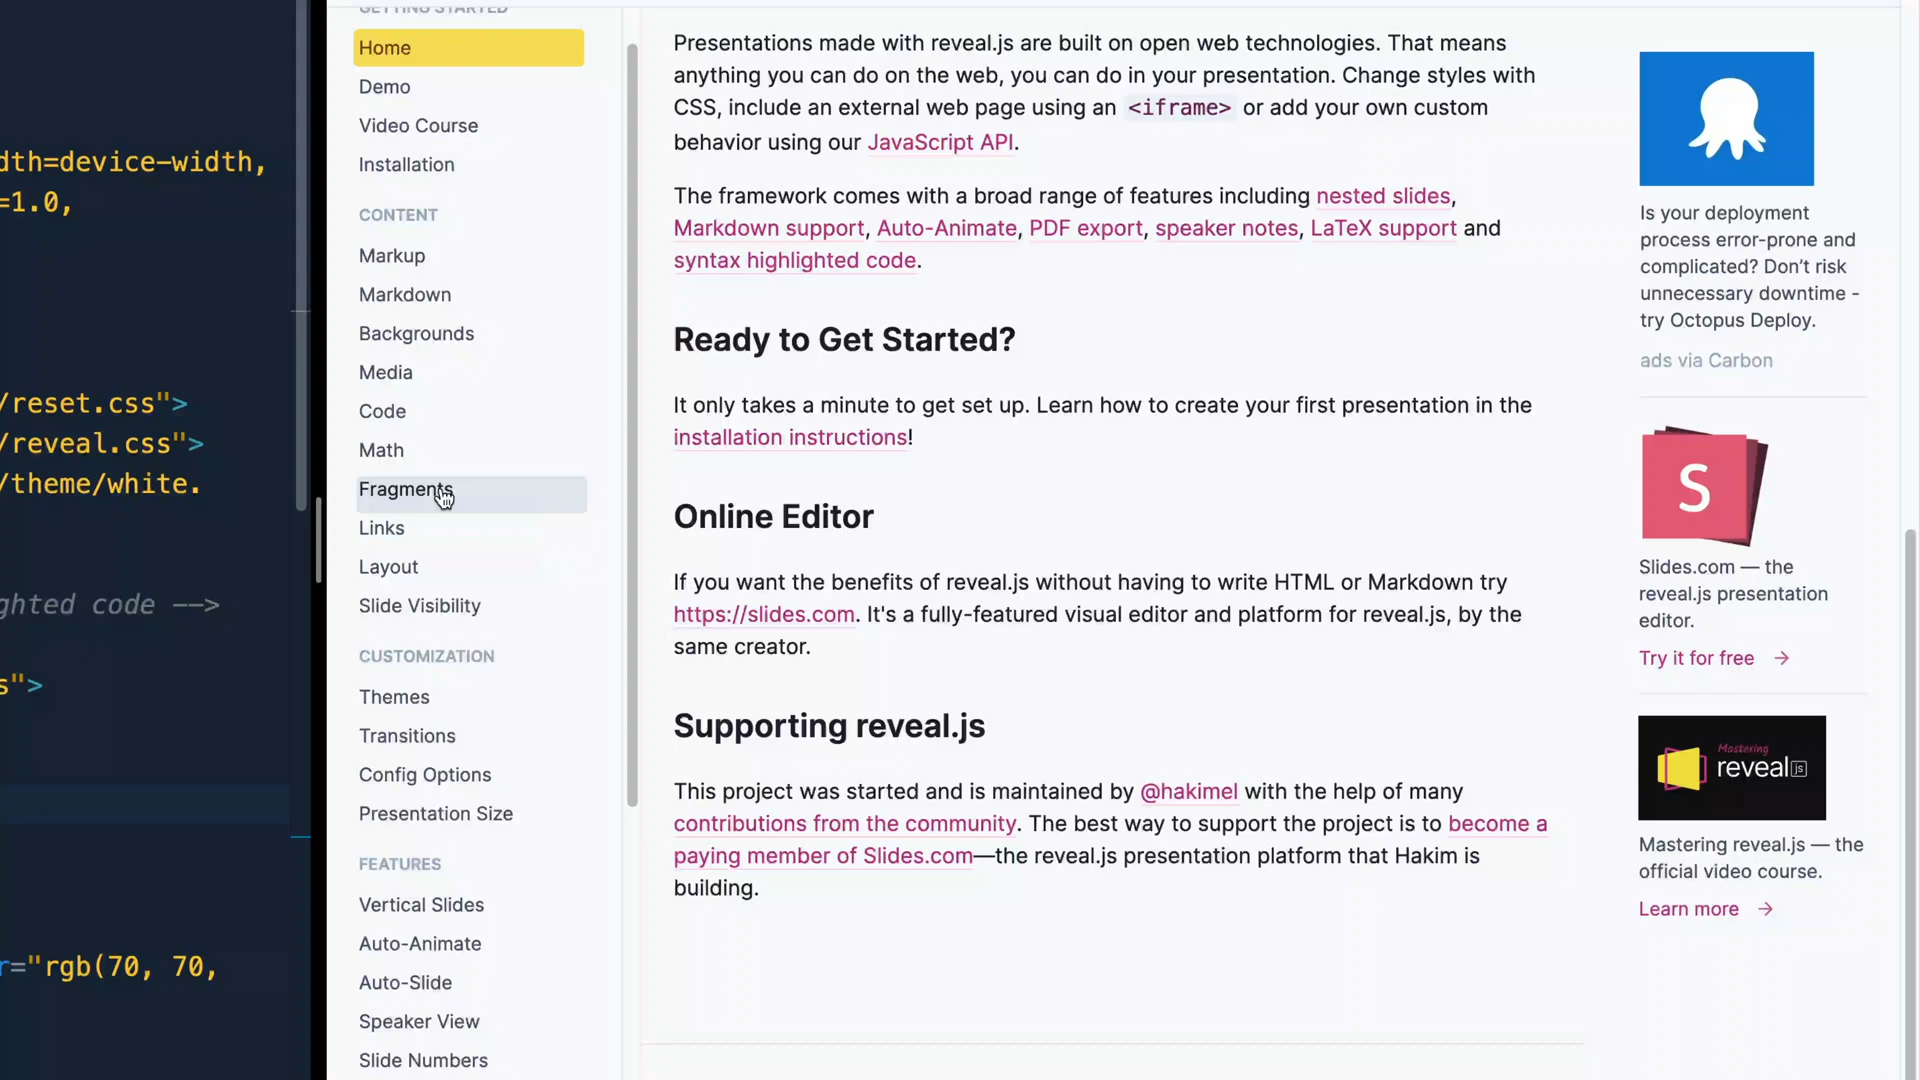 dth=device-width,
=1.0,
/reset.css">
/reveal.css">
/theme/white.
ghted code -->
s">
r="rgb(70, 70,
GETTING STARTED
Home
Demo
Video Course
Installation
CONTENT
Markup
Markdown
Backgrounds
Media
Code
Math
Fragments
Links
Layout
Slide Visibility
CUSTOMIZATION
Themes
Transitions
Config Options
Presentation Size
FEATURES
Vertical Slides
Auto-Animate
Auto-Slide
Speaker View
Slide Numbers
Presentations made with reveal.js are built on open web technologies. That means
anything you can do on the web, you can do in your presentation. Change styles with
CSS, include an external web page using an <iframe> or add your own custom
behavior using our JavaScript API.
The framework comes with a broad range of features including nested slides,
Markdown support, Auto-Animate, PDF export, speaker notes, LaTeX support and
syntax highlighted code.
Ready to Get Started?
It only takes a minute to get set up. Learn how to create your first presentation in the
installation instructions!
Online Editor
If you want the benefits of reveal.js without having to write HTML or Markdown try
https://slides.com. It's a fully-featured visual editor and platform for reveal.js, by the
same creator.
Supporting reveal.js
This project was started and is maintained by @hakimel with the help of many
contributions from the community. The best way to support the project is to become a
paying member of Slides.com—the reveal.js presentation platform that Hakim is
building.
Is your deployment
process error-prone and
complicated? Don’t risk
unnecessary downtime -
try Octopus Deploy.
ads via Carbon
S
Slides.com — the
reveal.js presentation
editor.
Try it for free →
Mastering
reveal js
Mastering reveal.js — the
official video course.
Learn more →